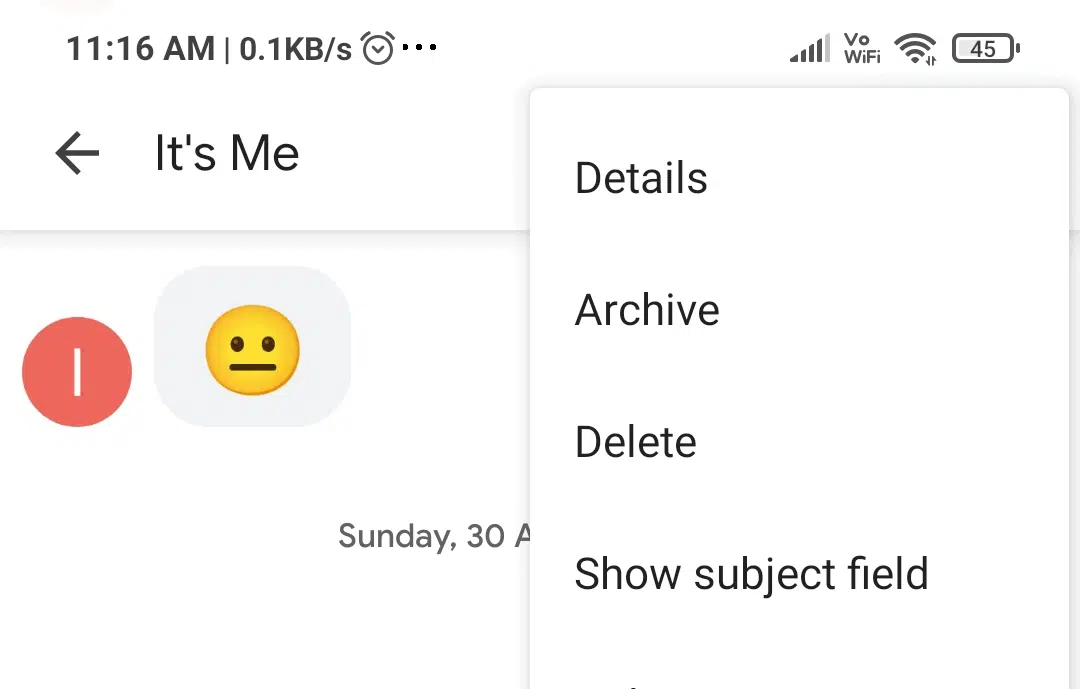 11:16 AM | 0.1KB/s
Vo
WiFi
45
It's Me
Details
Archive
I
Delete
Sunday, 30 A
Show subject field